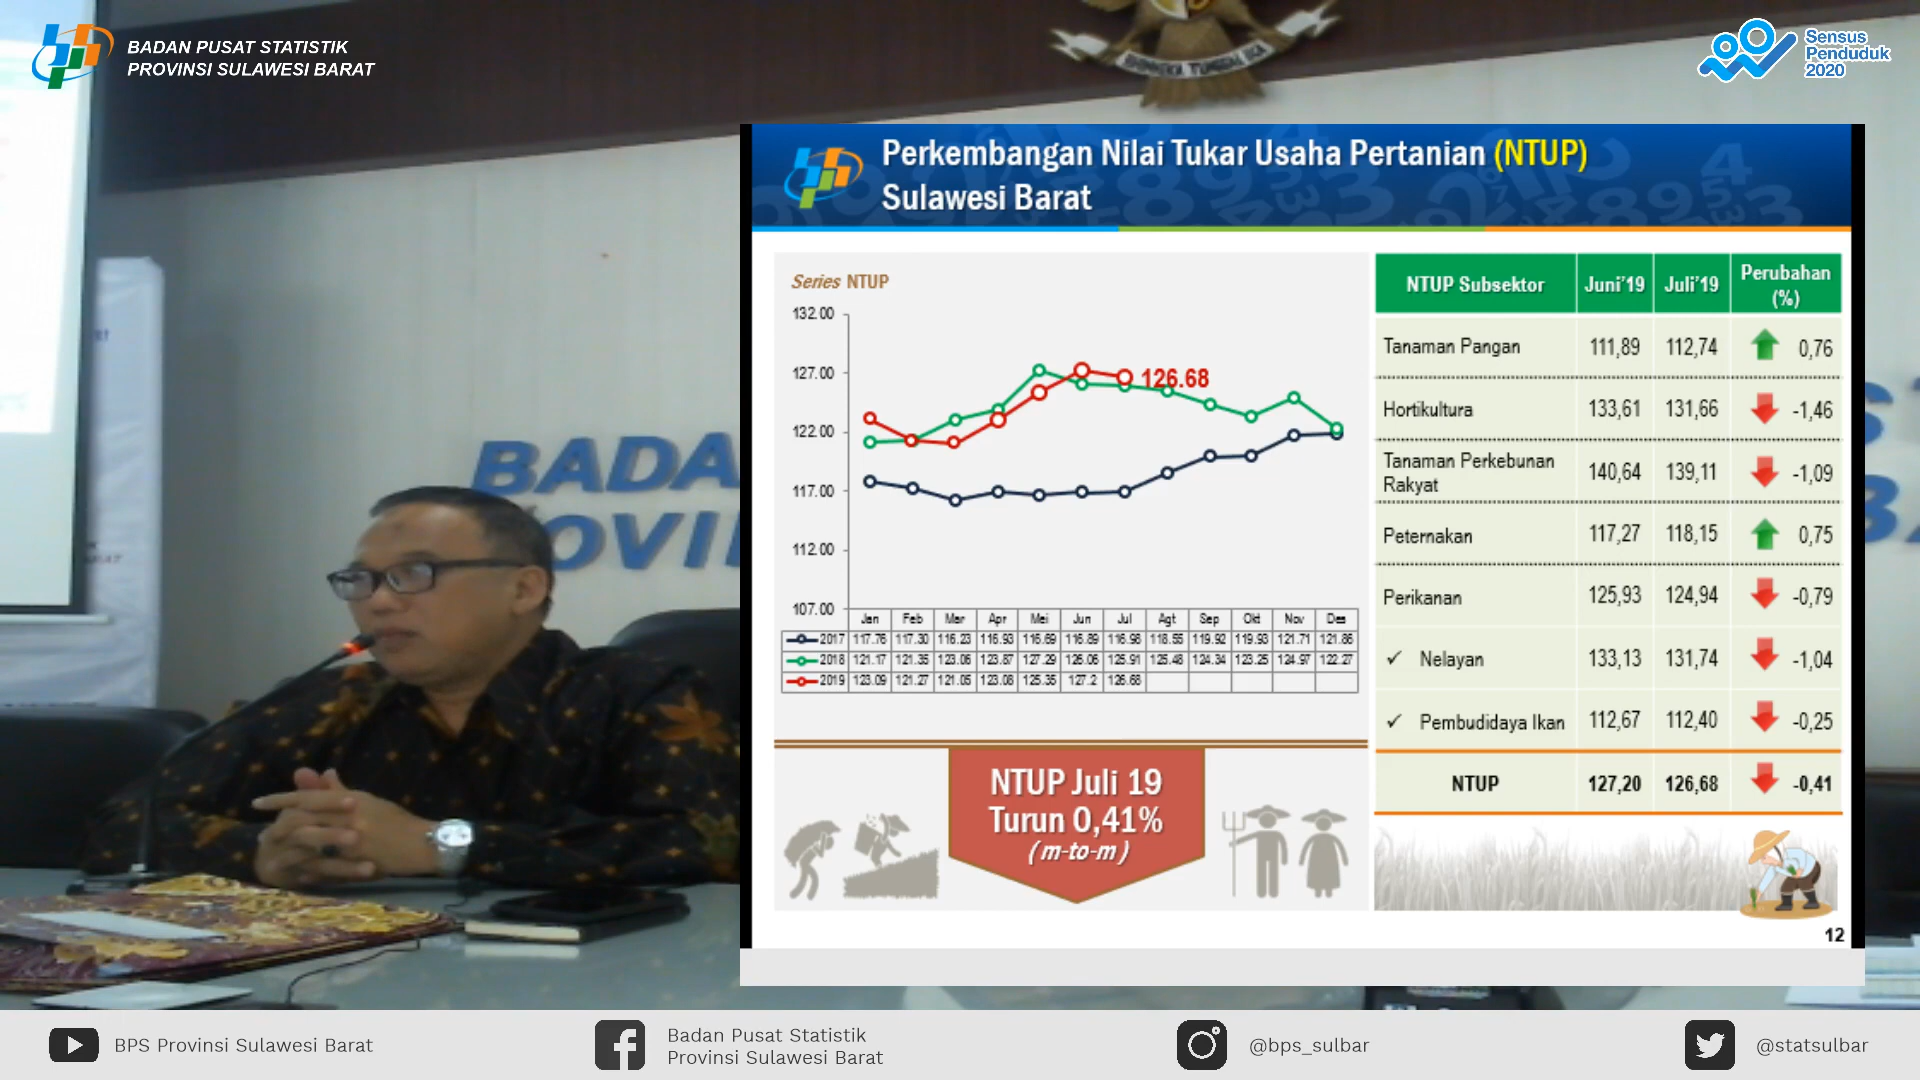 BADAN PUSAT STATISTIK
PROVINSI SULAWESI BARAT
Sensus
Penduduk
2020
BHINNEKA TUNGGAL IKA
BADA
OVIN
Perkembangan Nilai Tukar Usaha Pertanian (NTUP)
Sulawesi Barat
Series NTUP
132.00
127.00
122.00
117.00
112.00
107.00
126.68
Jan Feb Mar Apr Mei Jun Jul Agt Sep Okt Nov Des
2017 117.76 117.30 116.23 116.93 116.69 116.89 116.98 118.55 119.92 119.93 121.71 121.86
2018 121.17 121.35 123.06 123.87 127.29 126.06 125.91 125.48 124.34 123.25 124.97 122.27
2019 123.09 121.27 121.05 123.08 125.35 127.2 126.68
NTUP Juli 19
Turun 0,41%
(m-to-m)
NTUP Subsektor Juni'19 Juli'19 Perubahan (%)
Tanaman Pangan 111,89 112,74 0,76
Hortikultura 133,61 131,66 -1,46
Tanaman Perkebunan
Rakyat 140,64 139,11 -1,09
Peternakan 117,27 118,15 0,75
Perikanan 125,93 124,94 -0,79
✓ Nelayan 133,13 131,74 -1,04
✓ Pembudidaya Ikan 112,67 112,40 -0,25
NTUP 127,20 126,68 -0,41
12
BPS Provinsi Sulawesi Barat
Badan Pusat Statistik
Provinsi Sulawesi Barat
@bps_sulbar
@statsulbar